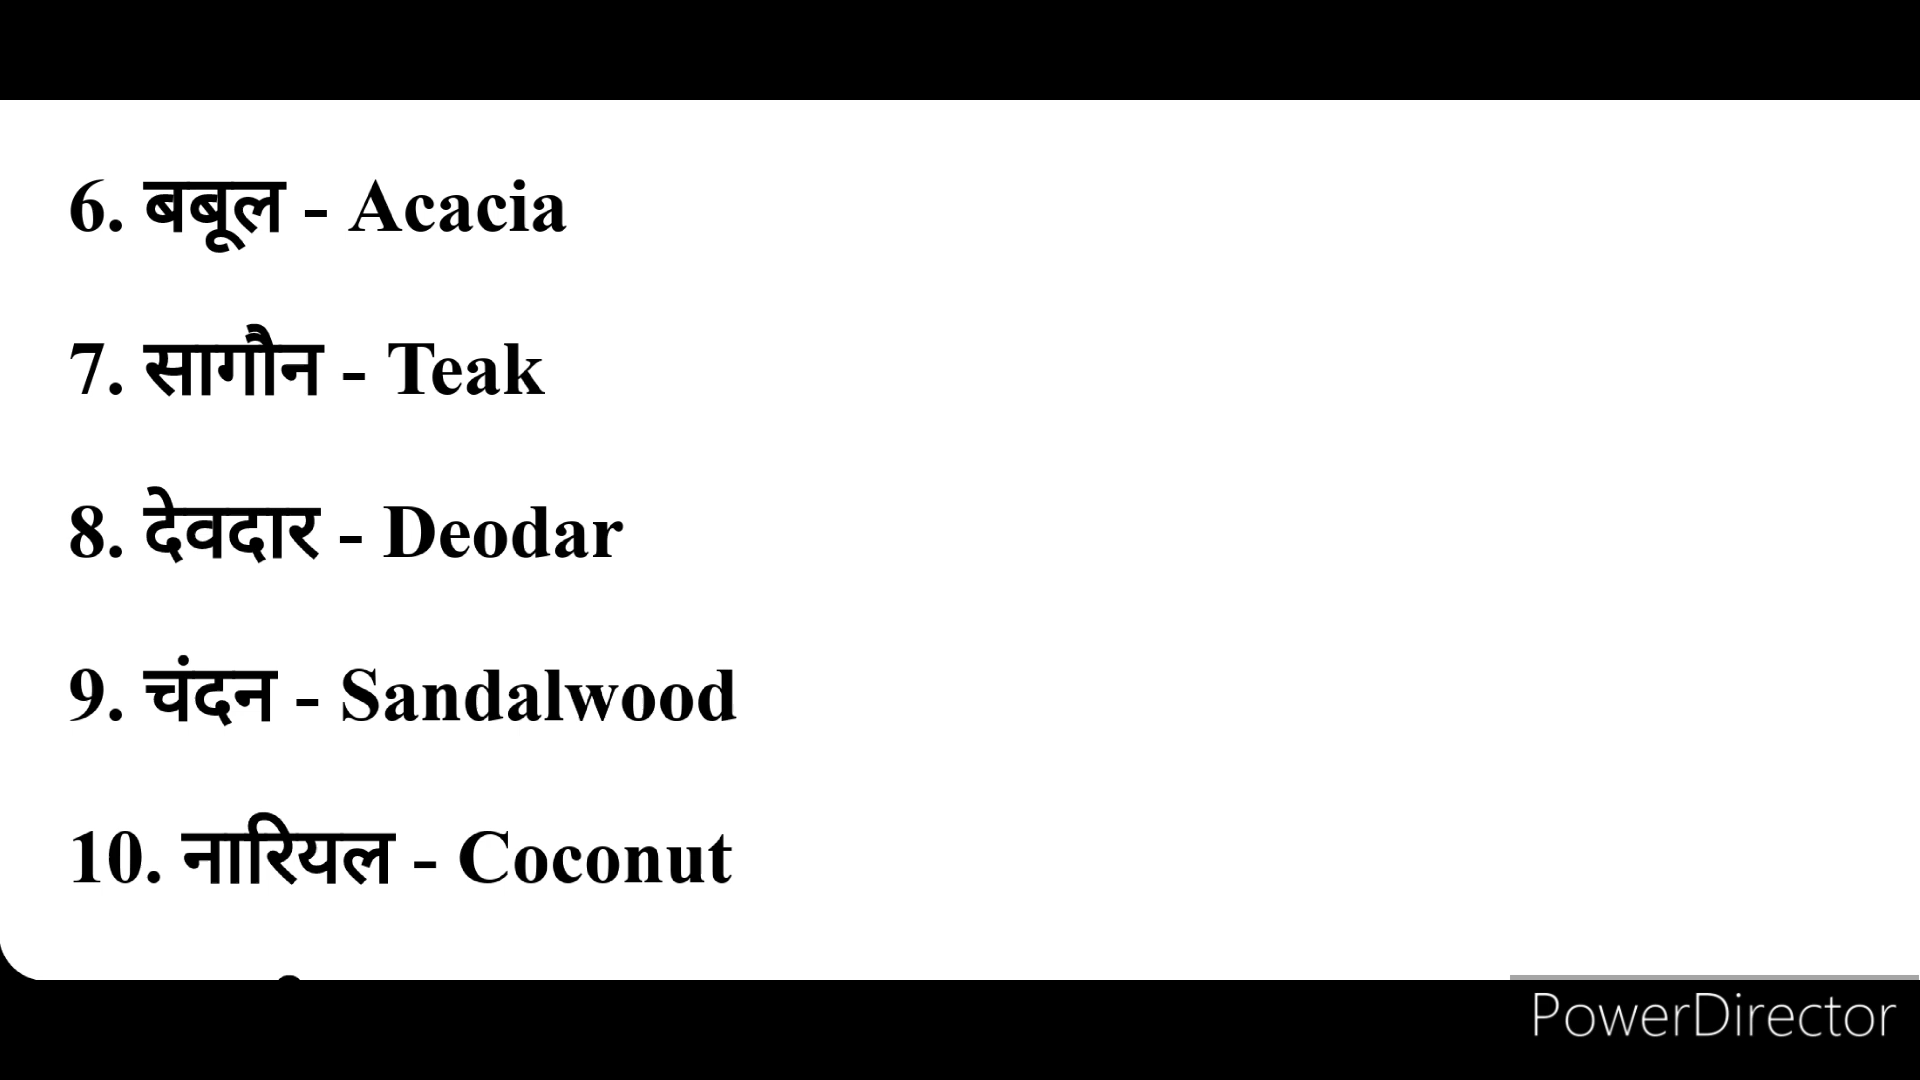 6. बबूल - Acacia
7. सागौन - Teak
8. देवदार - Deodar
9. चंदन - Sandalwood
10. नारियल - Coconut
PowerDirector